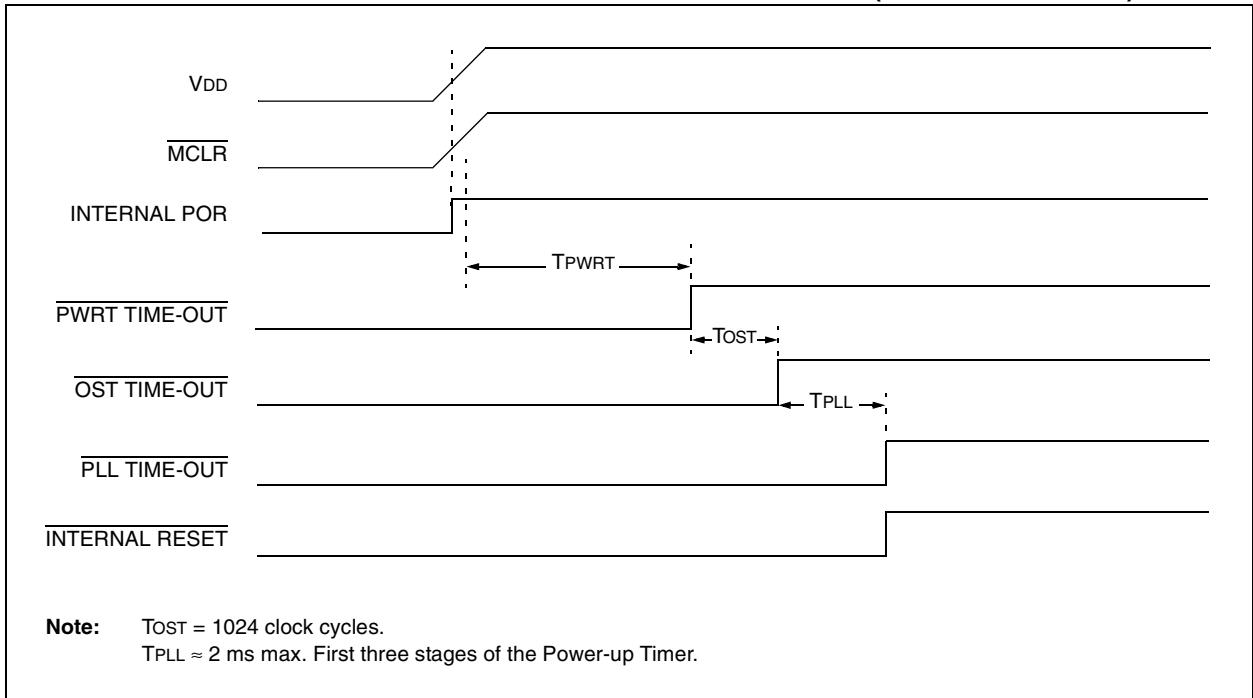 VDD
MCLR
INTERNAL POR
TPWRT
PWRT TIME-OUT
TOST
OST TIME-OUT
TPLL
PLL TIME-OUT
INTERNAL RESET
Note: TOST = 1024 clock cycles.
TPLL ≈ 2 ms max. First three stages of the Power-up Timer.